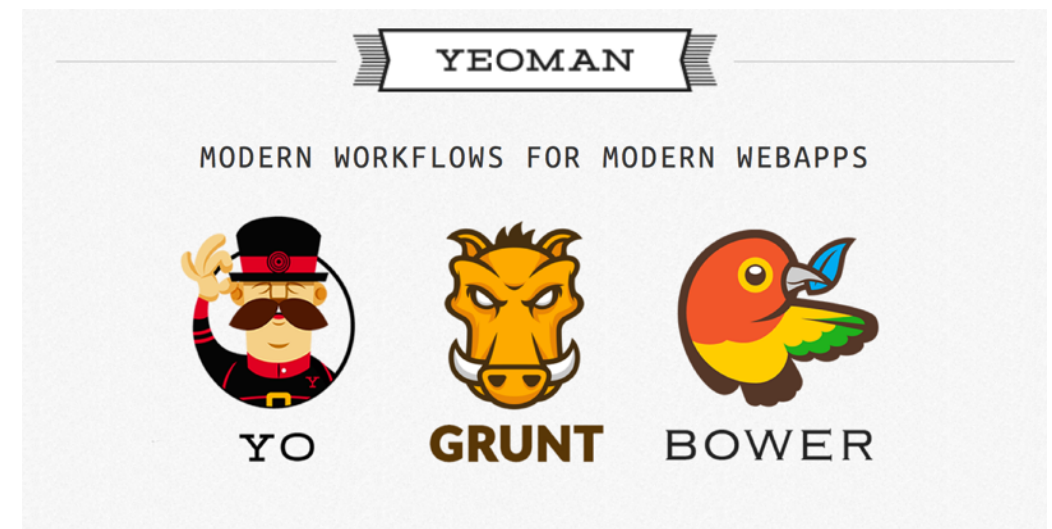 YEOMAN
MODERN WORKFLOWS FOR MODERN WEBAPPS
Y
YO
GRUNT
BOWER